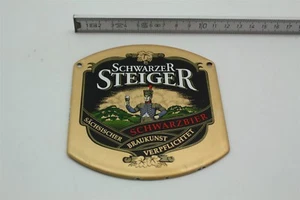 SCHWARZER
STEIGER
SCHWARZBIER
SÄCHSISCHER
BRAUKUNST
VERPFLICHTET